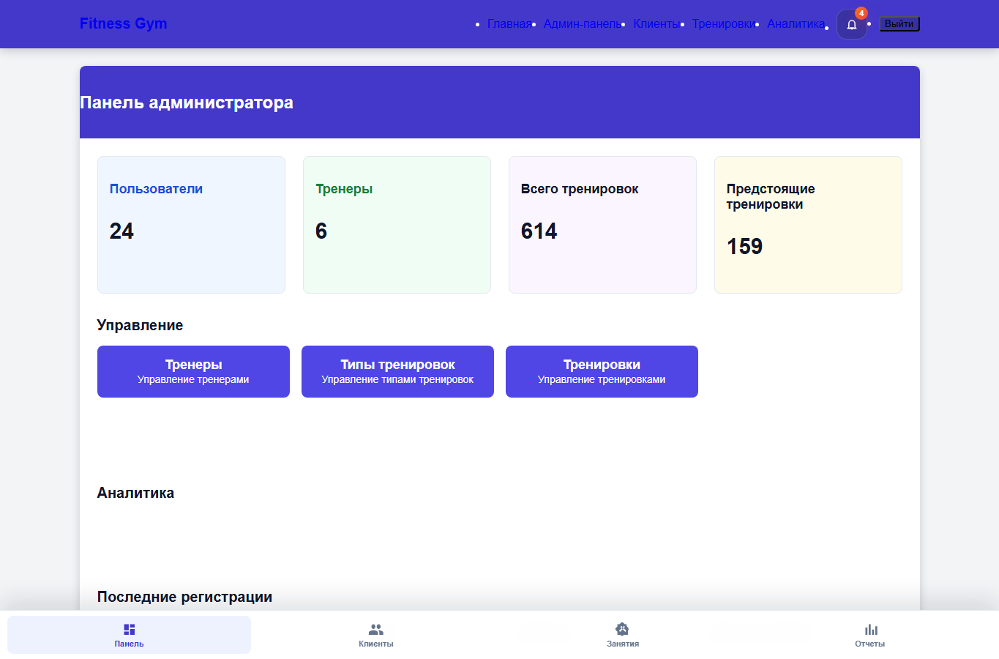 Fitness Gym
Главная
Админ-панель
Клиенты
Тренировки
Аналитика
4
Выйти
Панель администратора
Пользователи
24
Тренеры
6
Всего тренировок
614
Предстоящие
тренировки
159
Управление
Тренеры
Управление тренерами
Типы тренировок
Управление типами тренировок
Тренировки
Управление тренировками
Аналитика
Последние регистрации
Панель
Клиенты
Занятия
Отчеты